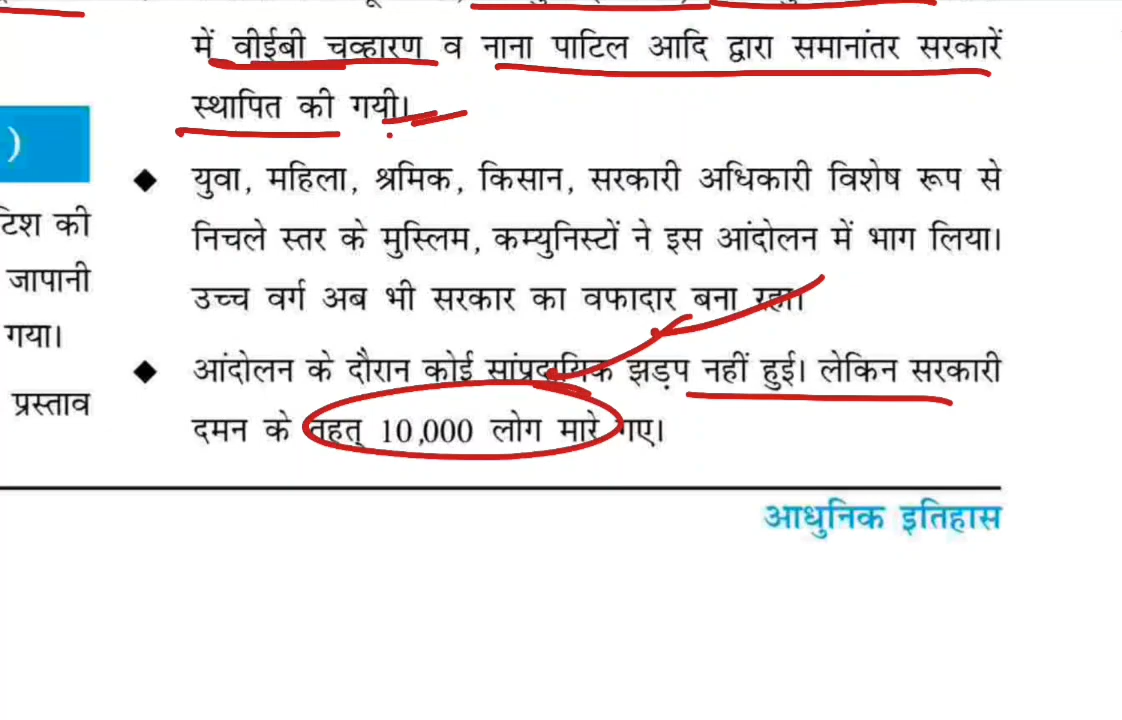 में वीईबी चव्हारण व नाना पाटिल आदि द्वारा समानांतर सरकारें
स्थापित की गयी।
)
टिश की
जापानी
गया।
प्रस्ताव
◆ युवा, महिला, श्रमिक, किसान, सरकारी अधिकारी विशेष रूप से
निचले स्तर के मुस्लिम, कम्युनिस्टों ने इस आंदोलन में भाग लिया।
उच्च वर्ग अब भी सरकार का वफादार बना रहा।
◆ आंदोलन के दौरान कोई सांप्रदायिक झड़प नहीं हुई। लेकिन सरकारी
दमन के तहत् 10,000 लोग मारे गए।
आधुनिक इतिहास